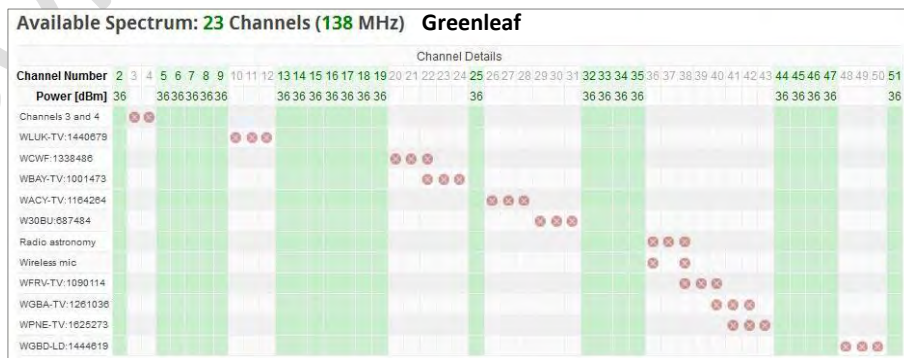 Available Spectrum: 23 Channels (138 MHz) Greenleaf
Channel Details
Channel Number 2 3 4 5 6 7 8 9 10 11 12 13 14 15 16 17 18 19 20 21 22 23 24 25 26 27 28 29 30 31 32 33 34 35 36 37 38 39 40 41 42 43 44 45 46 47 48 49 50 51
Power [dBm] 36 36 36 36 36 36 36 36 36 36 36 36 36 36 36 36 36 36 36 36 36 36 36
Channels 3 and 4
WLUK-TV:1440679
WCWF:1338486
WBAY-TV:1001473
WACY-TV:1164264
W30BU:687484
Radio astronomy
Wireless mic
WFRV-TV:1090114
WGBA-TV:1261036
WPNE-TV:1625273
WGBD-LD:1444619